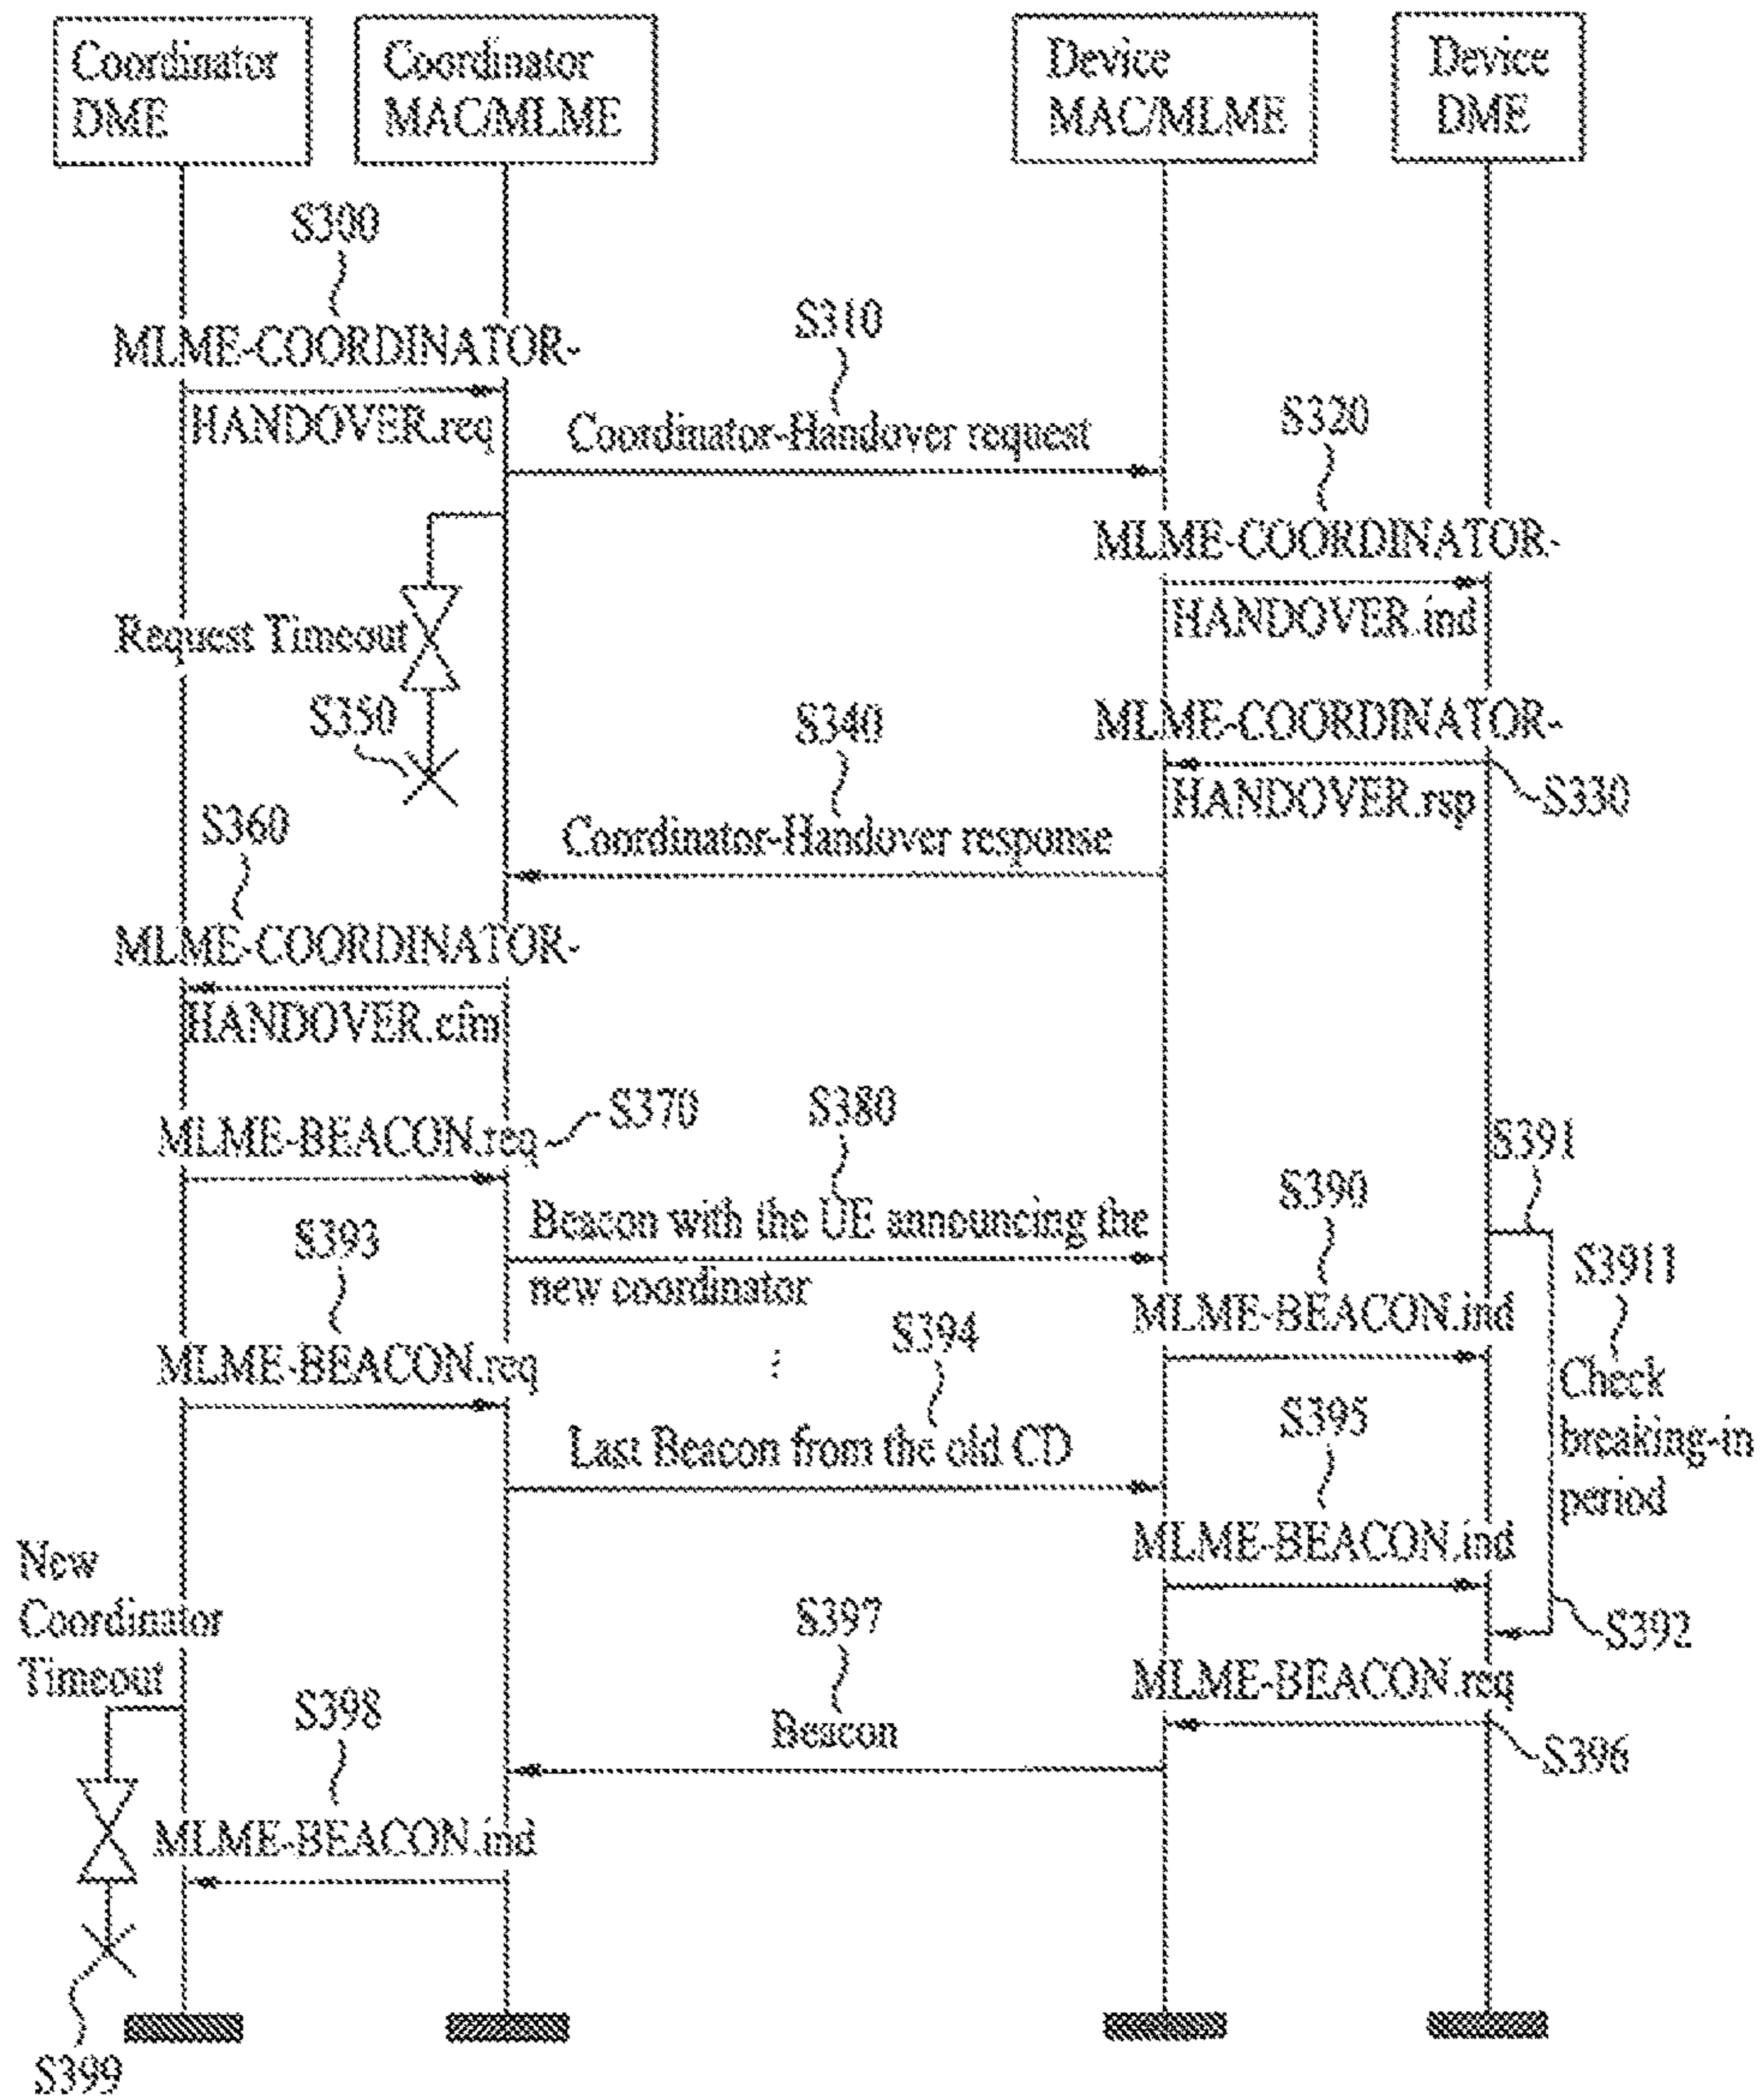 Coordinator
DME
Coordinator
MAC/MLME
Device
MAC/MLME
Device
DME
S300
MLME-COORDINATOR-
HANDOVER.req
S310
Coordinator-Handover request
S320
MLME-COORDINATOR-
HANDOVER.ind
Request Timeout
S350
S340
MLME-COORDINATOR-
HANDOVER.rsp
S330
Coordinator-Handover response
S360
MLME-COORDINATOR-
HANDOVER.cfm
MLME-BEACON.req
S370
S380
Beacon with the UE announcing the
new coordinator
S390
MLME-BEACON.ind
S391
S3911
Check
breaking-in
period
S393
MLME-BEACON.req
S394
Last Beacon from the old CD
S395
MLME-BEACON.ind
S392
New
Coordinator
Timeout
MLME-BEACON.req
S396
S397
Beacon
S398
MLME-BEACON.ind
S399